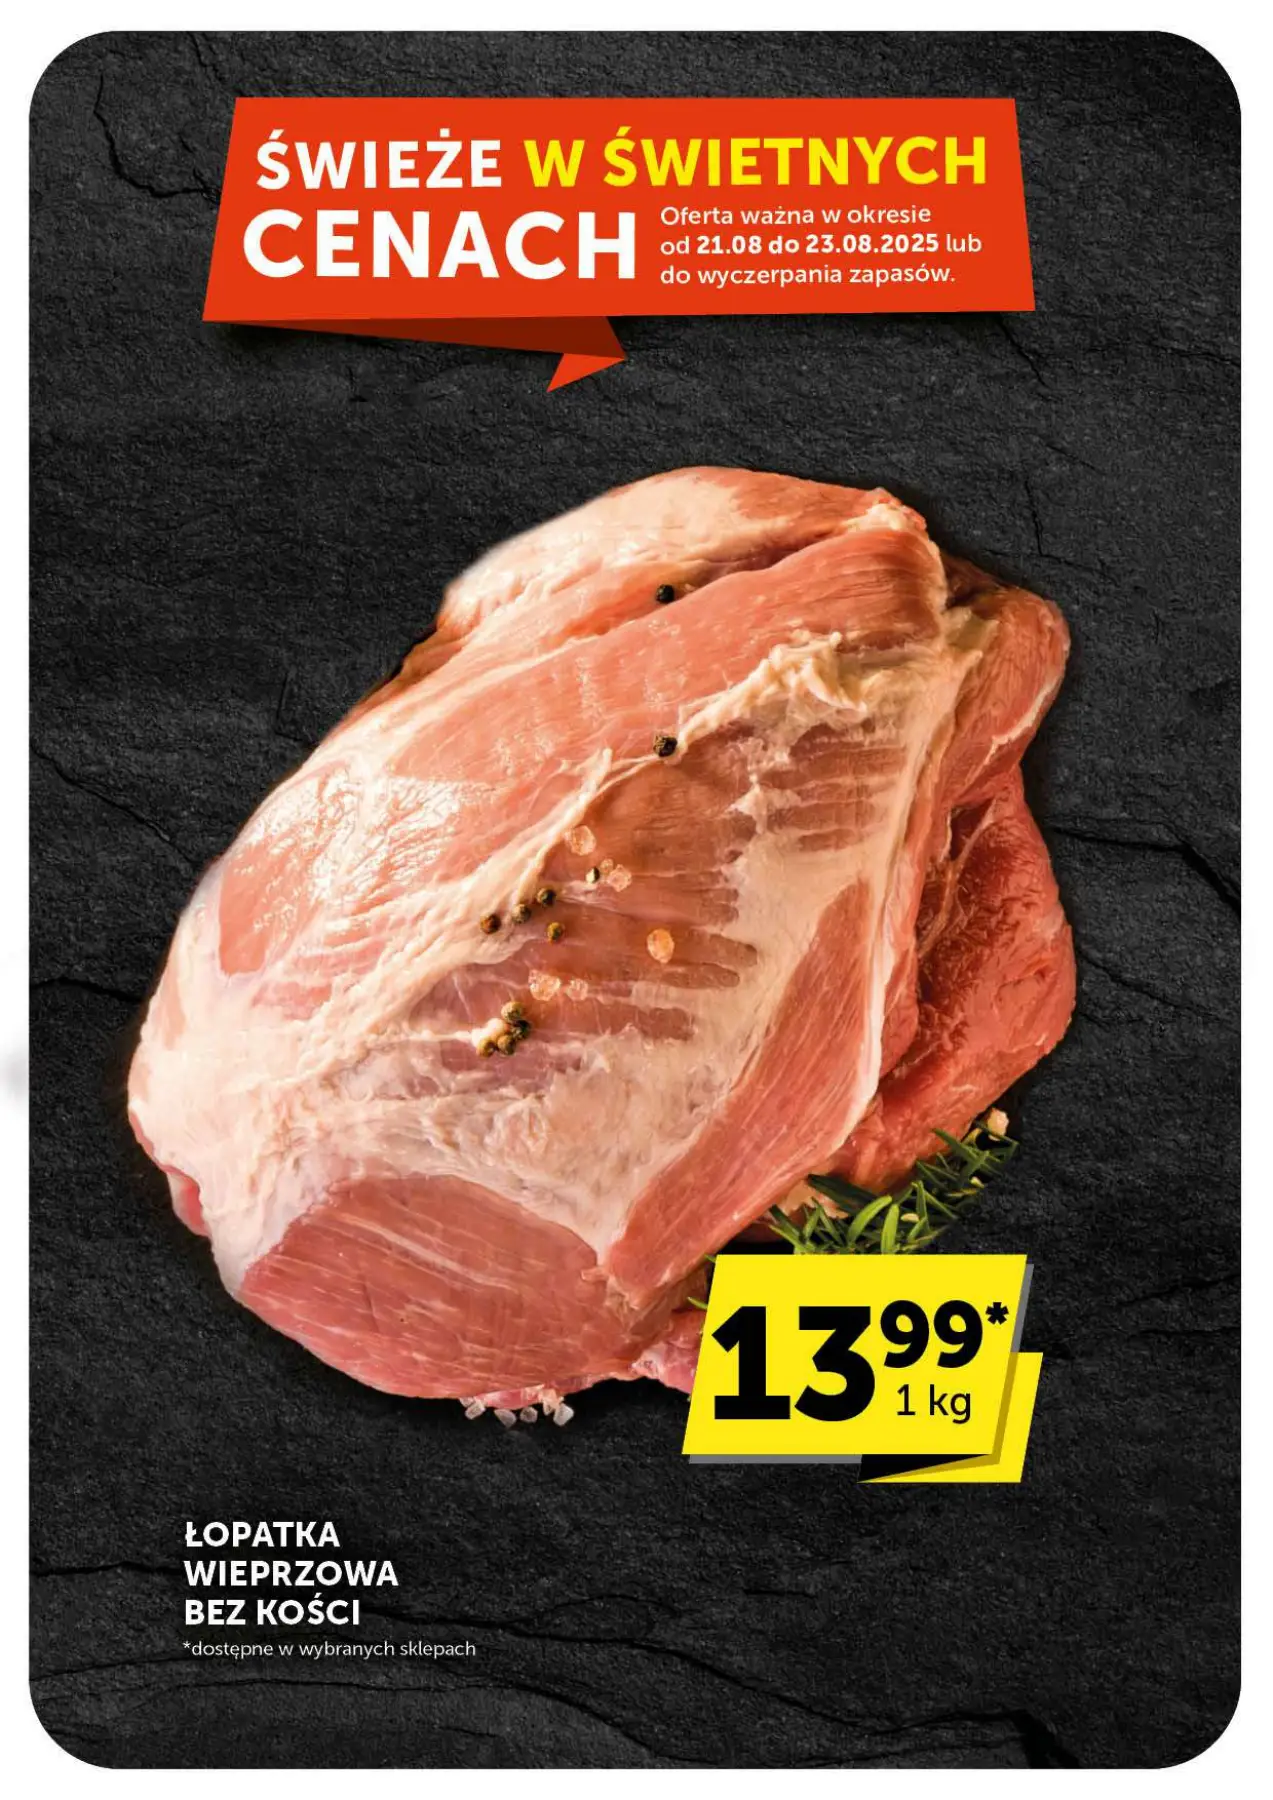 ŚWIEŻE W ŚWIETNYCH
CENACH
Oferta ważna w okresie
od 21.08 do 23.08.2025 lub
do wyczerpania zapasów.
13 99*
1 kg
ŁOPATKA
WIEPRZOWA
BEZ KOŚCI
*dostępne w wybranych sklepach